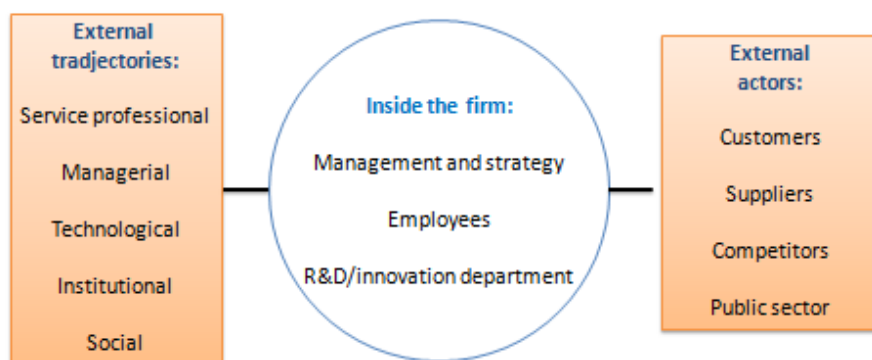 External
tradjectories:
Service professional
Managerial
Technological
Institutional
Social
Inside the firm:
Management and strategy
Employees
R&D/innovation department
External
actors:
Customers
Suppliers
Competitors
Public sector